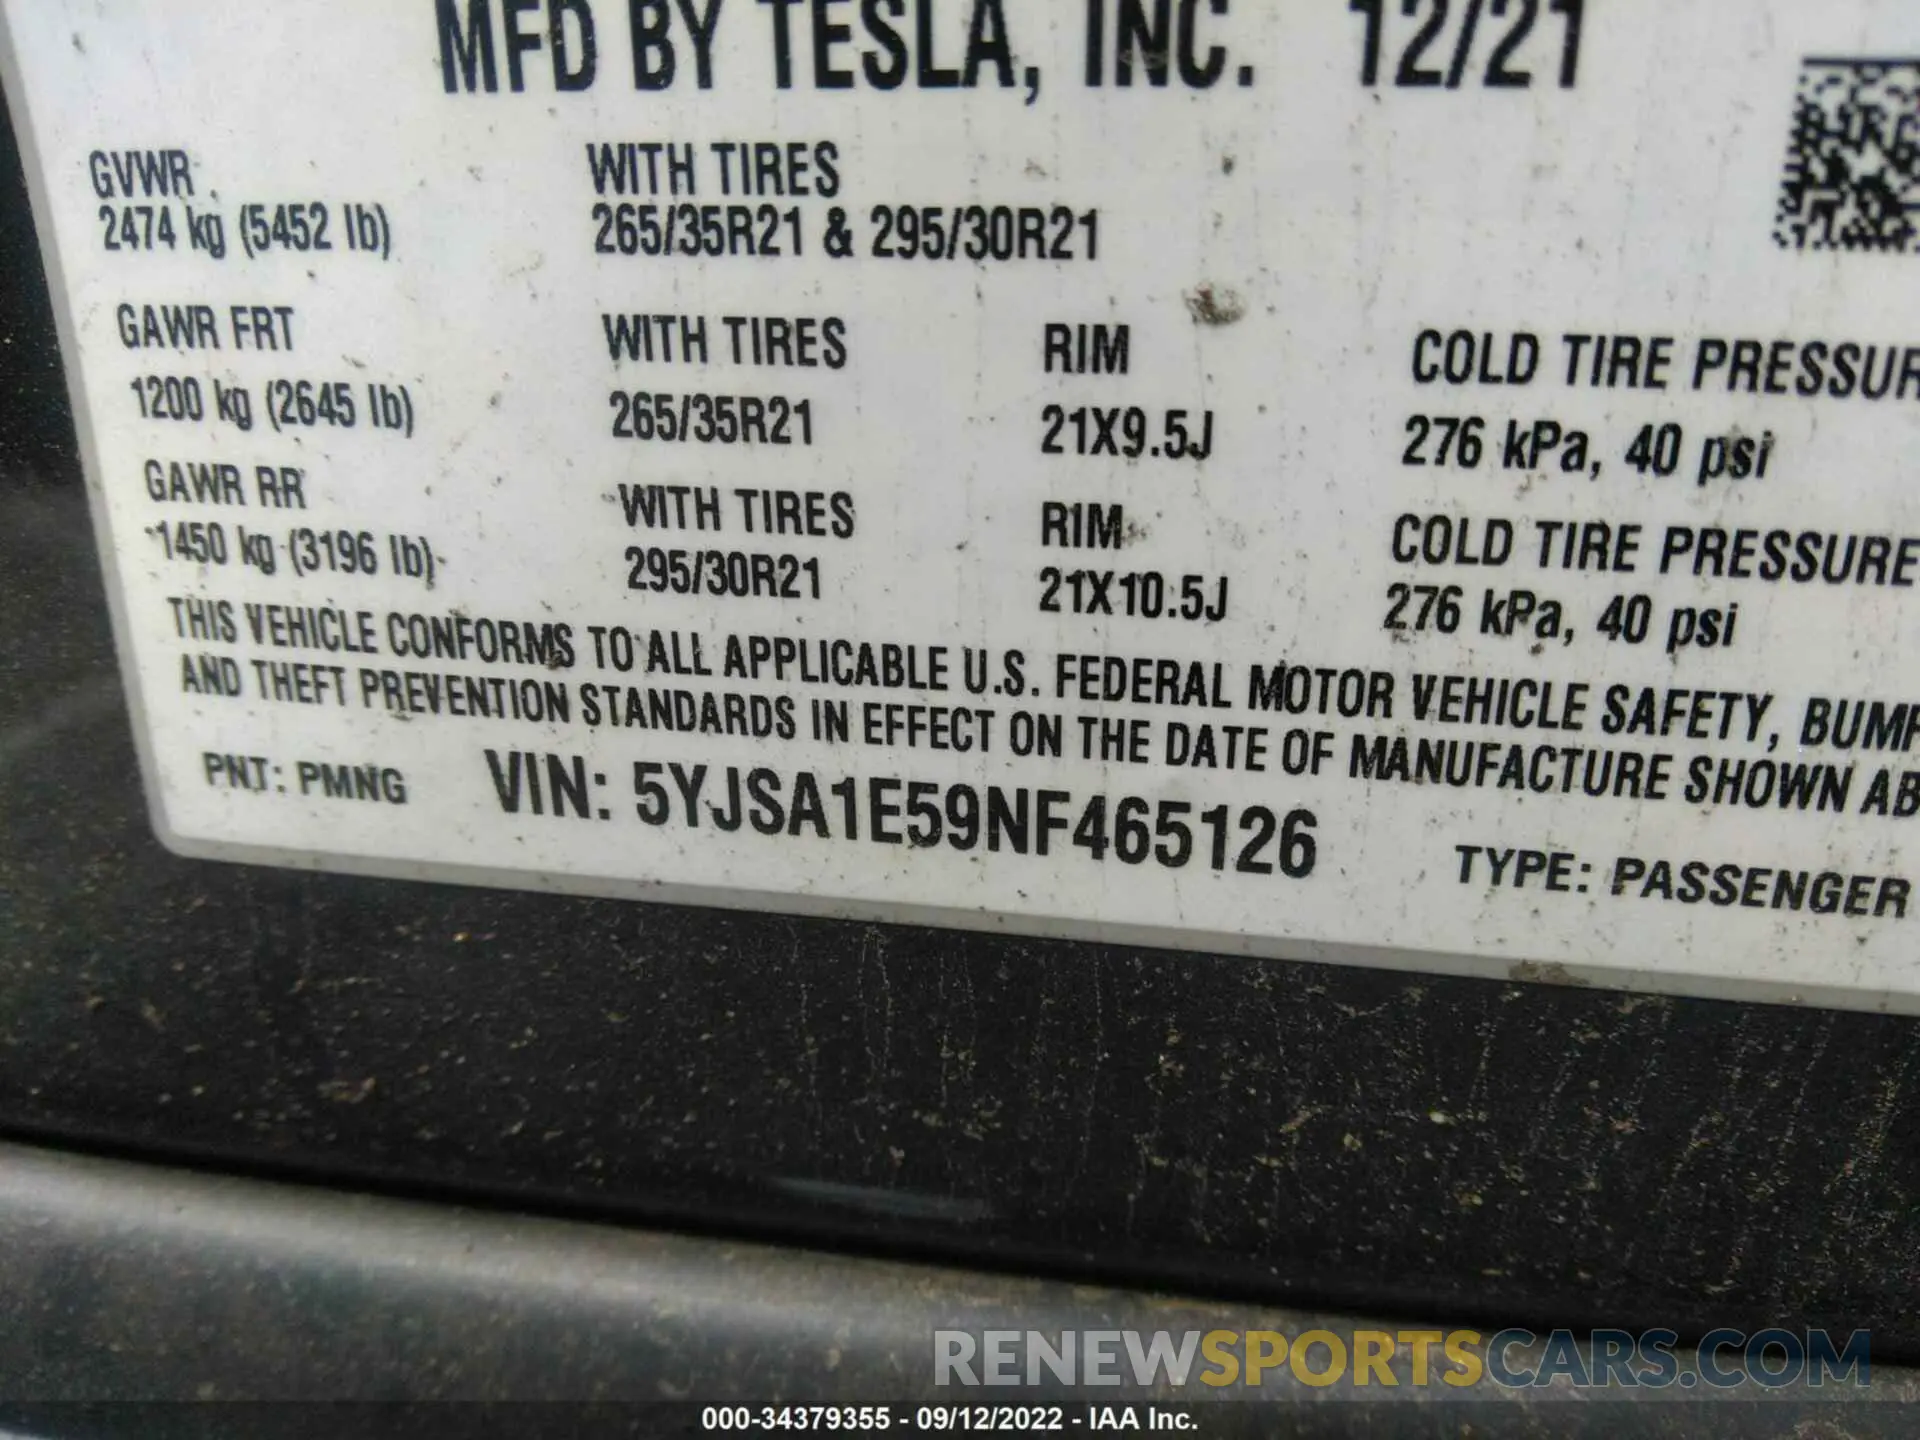 MFD BY TESLA, INC. 12/21
GVWR WITH TIRES
2474 kg (5452 lb) 265/35R21 & 295/30R21
GAWR FRT WITH TIRES RIM COLD TIRE PRESSUR
1200 kg (2645 lb) 265/35R21 21X9.5J 276 kPa, 40 psi
GAWR RR WITH TIRES RIM COLD TIRE PRESSURE
1450 kg (3196 lb) 295/30R21 21X10.5J 276 kPa, 40 psi
THIS VEHICLE CONFORMS TO ALL APPLICABLE U.S. FEDERAL MOTOR VEHICLE SAFETY, BUMP
AND THEFT PREVENTION STANDARDS IN EFFECT ON THE DATE OF MANUFACTURE SHOWN AB
PNT: PMNG VIN: 5YJSA1E59NF465126 TYPE: PASSENGER
RENEWSPORTSCARS.COM
000-34379355 - 09/12/2022 - IAA Inc.